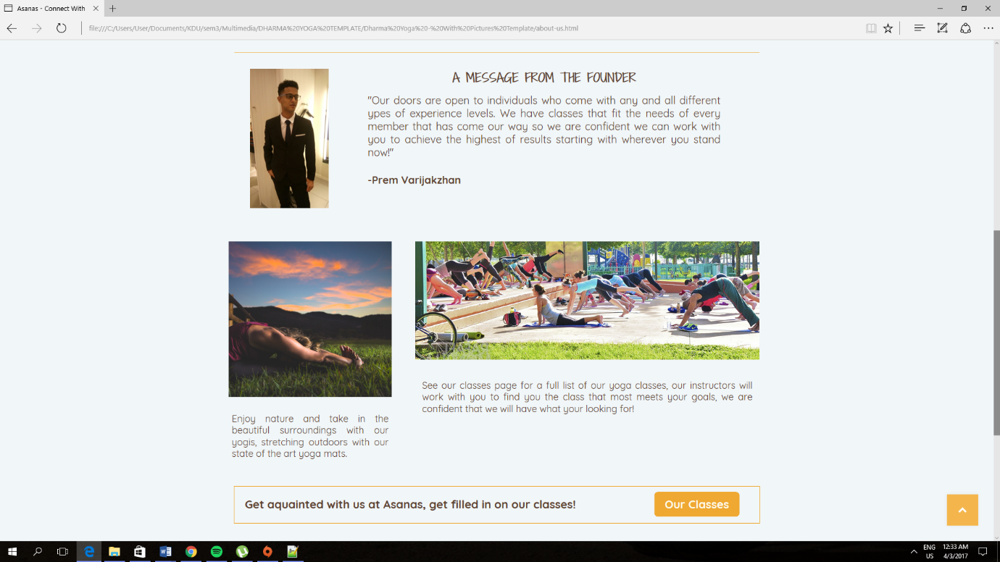 Asanas - Connect With
file:///C:/Users/User/Documents/KDU/sem3/Multimedia/DHARMA%20YOGA%20TEMPLATE/Dharma%20Yoga%20-%20With%20Pictures%20Template/about-us.html
A MESSAGE FROM THE FOUNDER
"Our doors are open to individuals who come with any and all different
ypes of experience levels. We have classes that fit the needs of every
member that has come our way so we are confident we can work with
you to achieve the highest of results starting with wherever you stand
now!"
-Prem Varijakzhan
Enjoy nature and take in the
beautiful surroundings with our
yogis, stretching outdoors with our
state of the art yoga mats.
See our classes page for a full list of our yoga classes, our instructors will
work with you to find you the class that most meets your goals, we are
confident that we will have what your looking for!
Get aquainted with us at Asanas, get filled in on our classes!
Our Classes
ENG
US
12:33 AM
4/3/2017